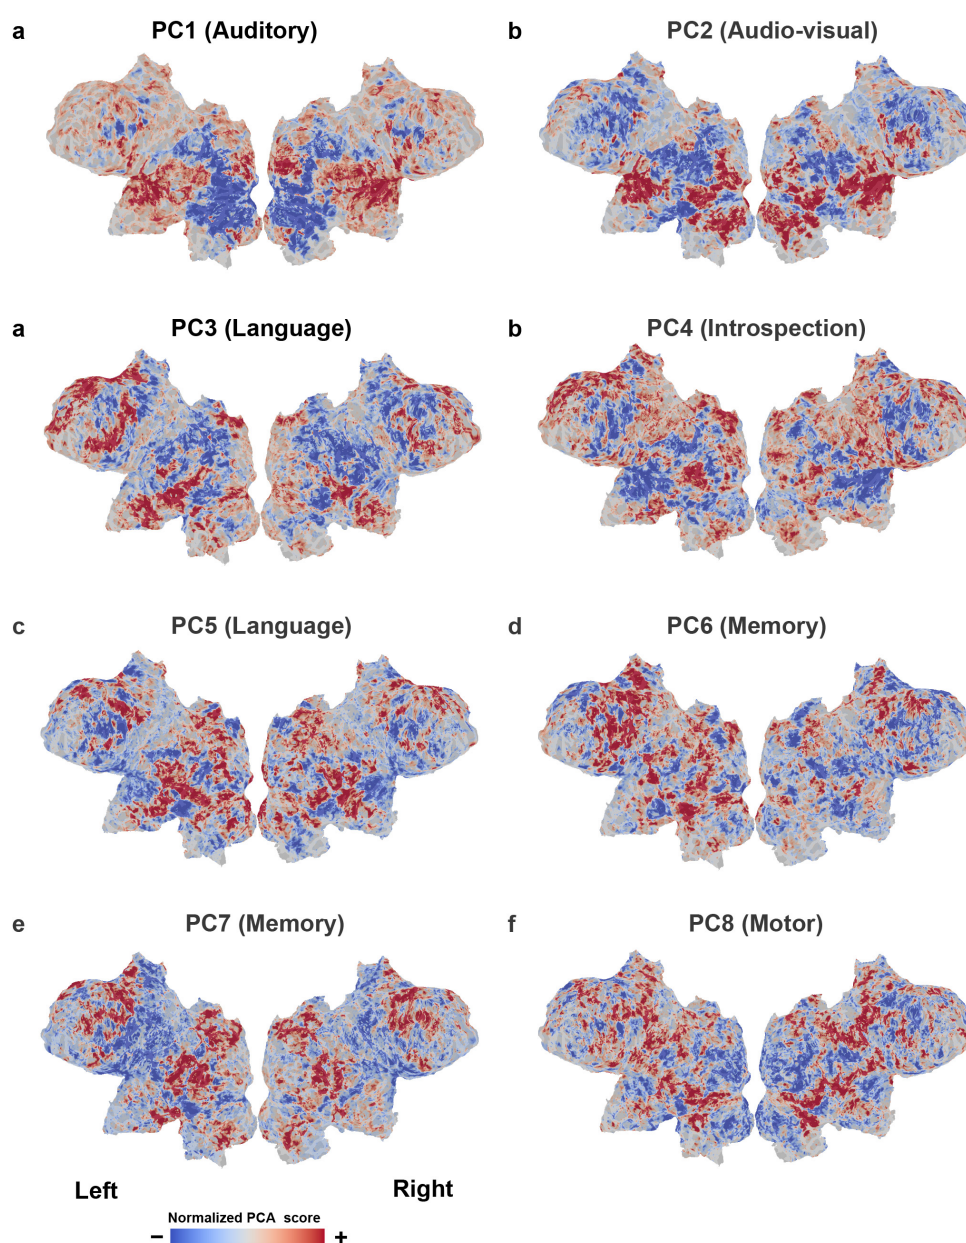 a PC1 (Auditory)
b PC2 (Audio-visual)
a PC3 (Language)
b PC4 (Introspection)
c PC5 (Language)
d PC6 (Memory)
e PC7 (Memory)
f PC8 (Motor)
Left Right
Normalized PCA score
− +